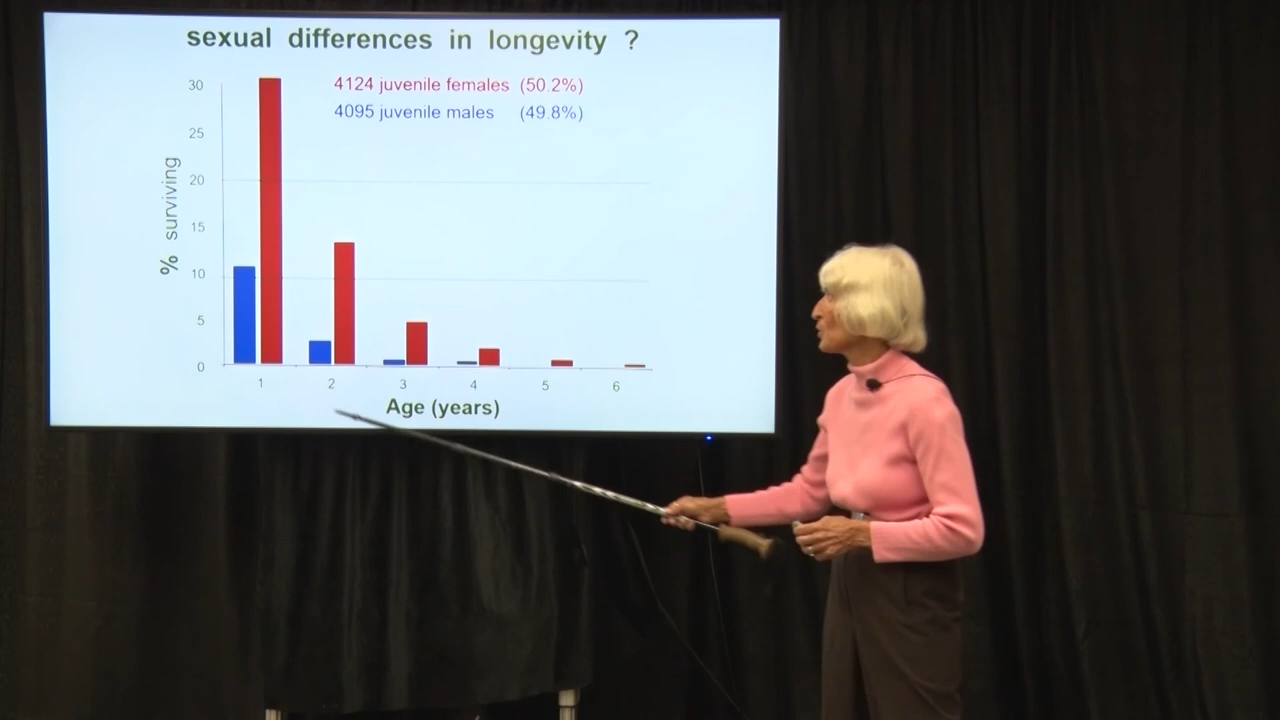 sexual differences in longevity ?
4124 juvenile females (50.2%)
4095 juvenile males (49.8%)
% surviving
30
25
20
15
10
5
0
1 2 3 4 5 6
Age (years)